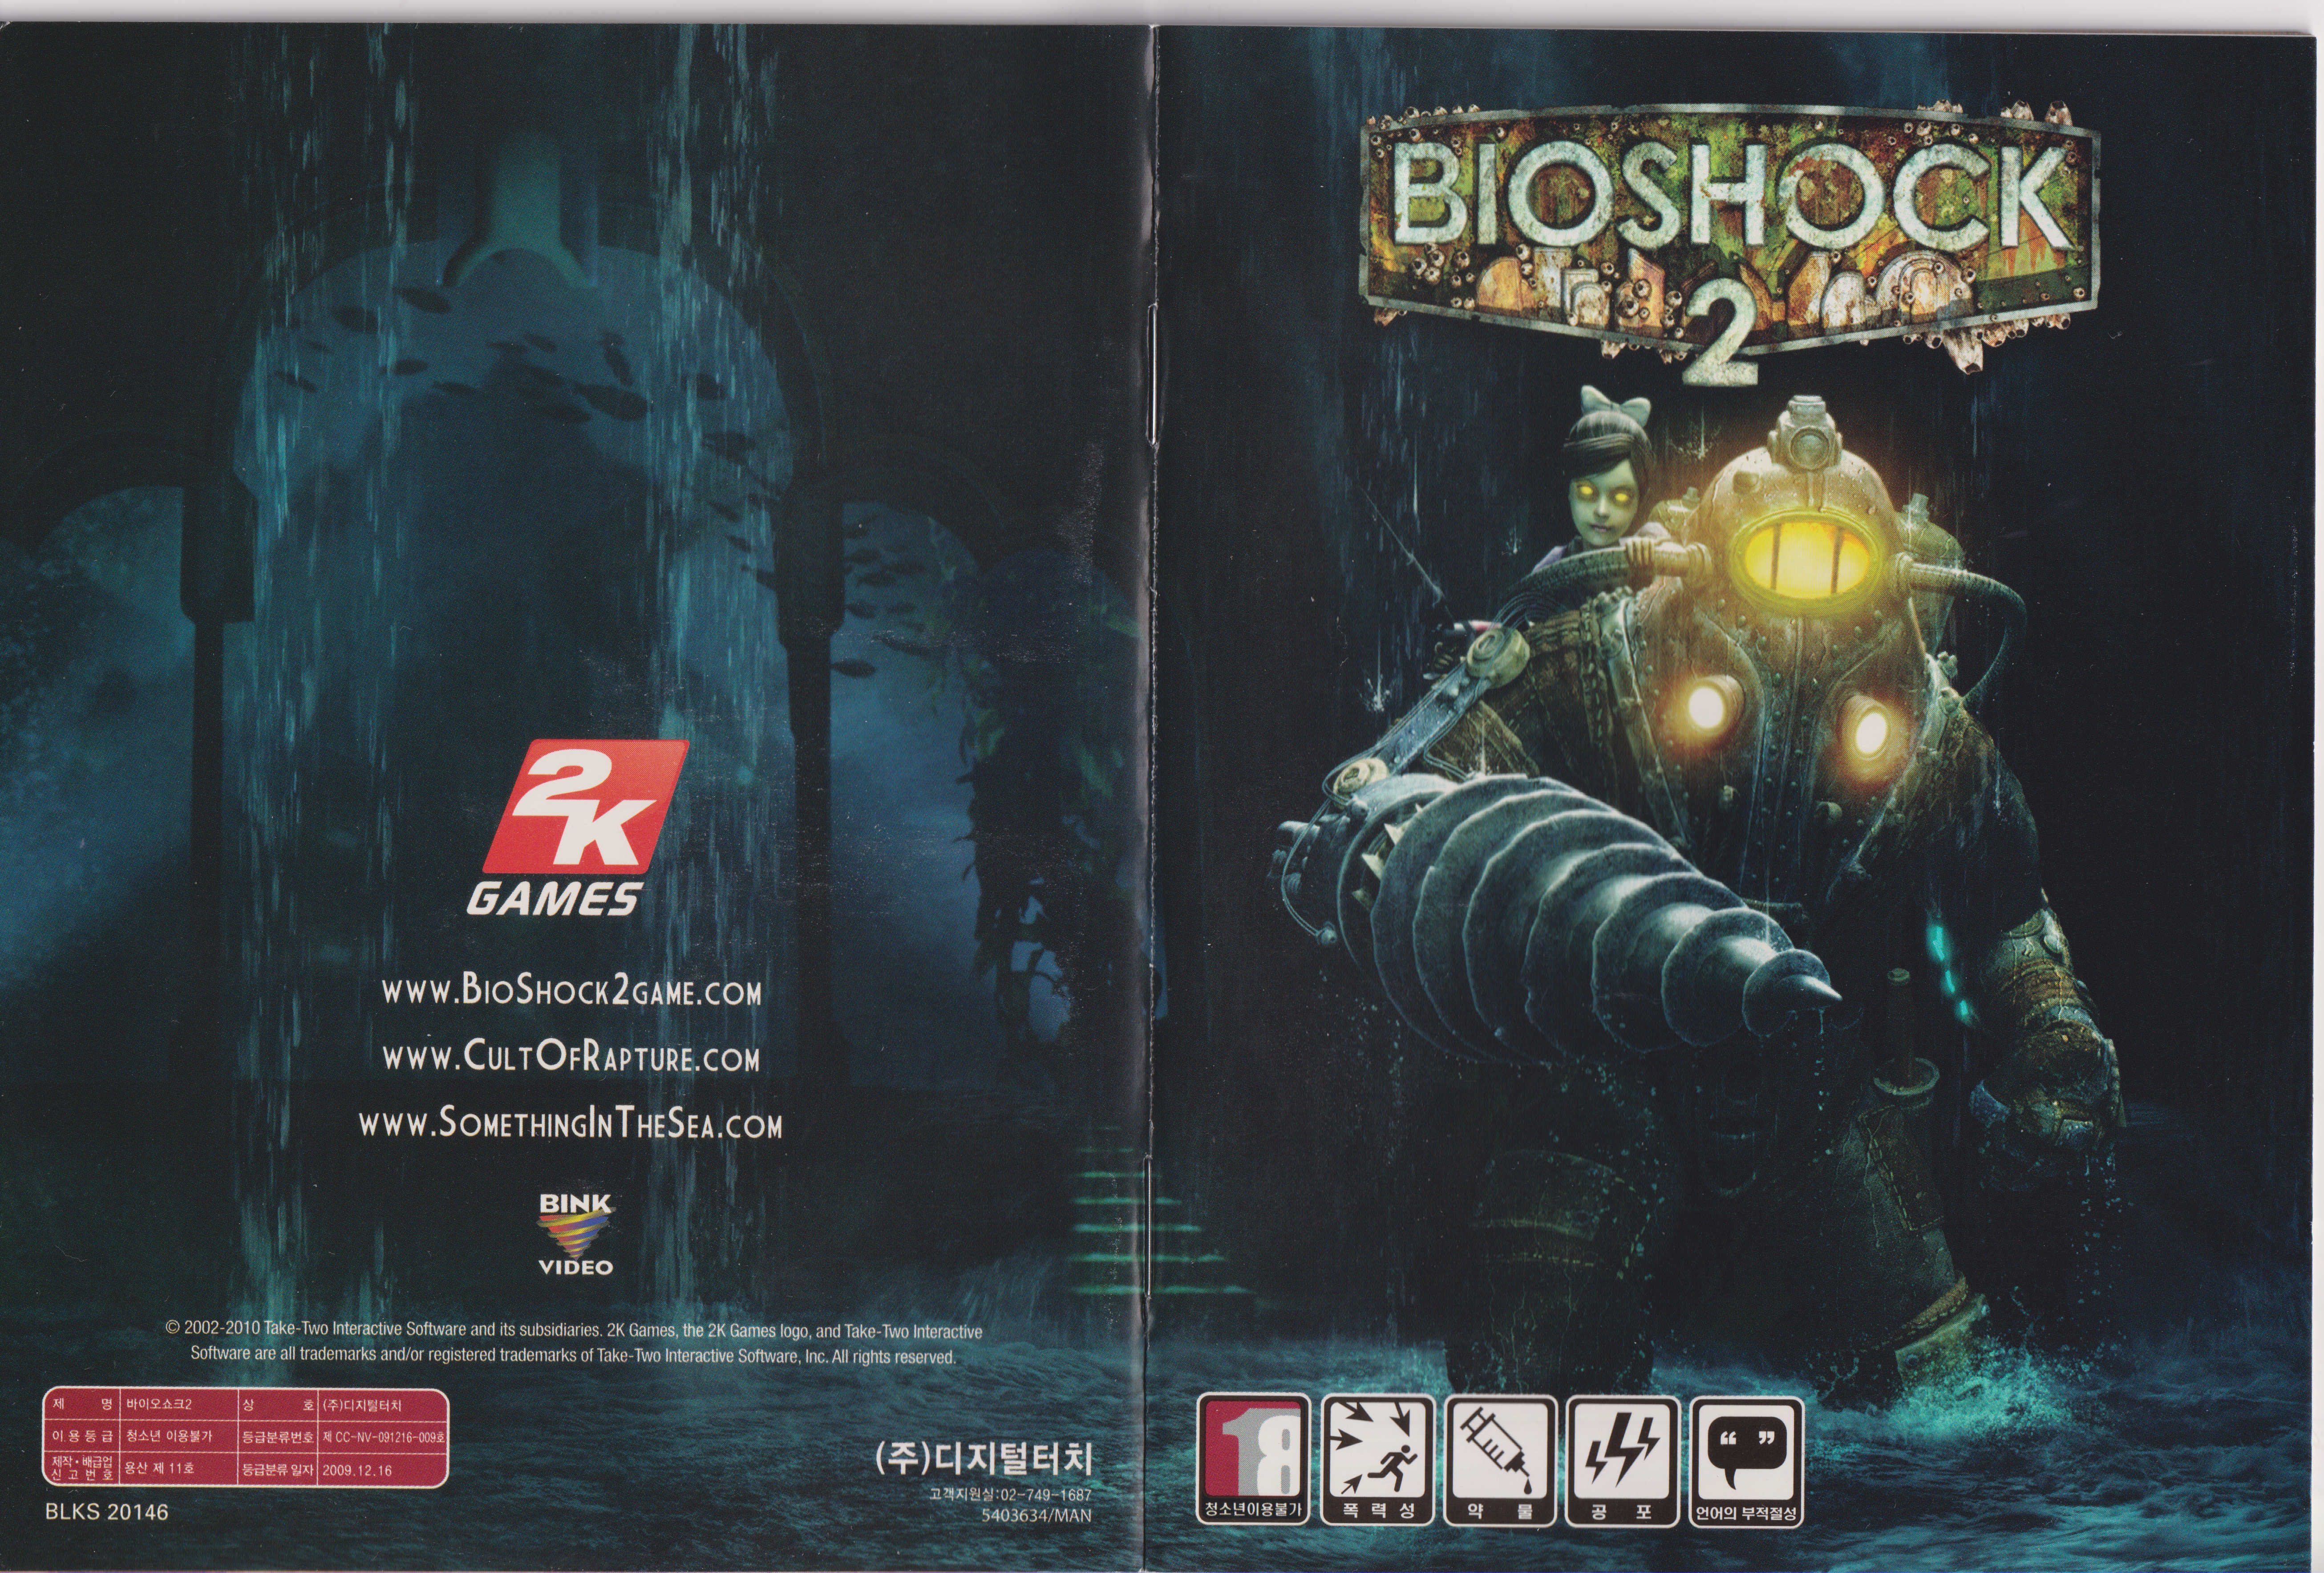 2K
GAMES
www.BioShock2game.com
www.CultOfRapture.com
www.SomethingInTheSea.com
BINK
VIDEO
© 2002-2010 Take-Two Interactive Software and its subsidiaries. 2K Games, the 2K Games logo, and Take-Two Interactive
Software are all trademarks and/or registered trademarks of Take-Two Interactive Software, Inc. All rights reserved.
제 명 바이오쇼크2 상 호 (주)디지털터치
이용등급 청소년 이용불가 등급분류번호 제 CC-NV-091216-009호
제작·배급업 신고번호 용산 제 11호 등급분류 일자 2009.12.16
BLKS 20146
(주)디지털터치
고객지원실:02-749-1687
5403634/MAN
BIOSHOCK
2
18
청소년이용불가
폭력성
약물
공포
“ ”
언어의 부적절성